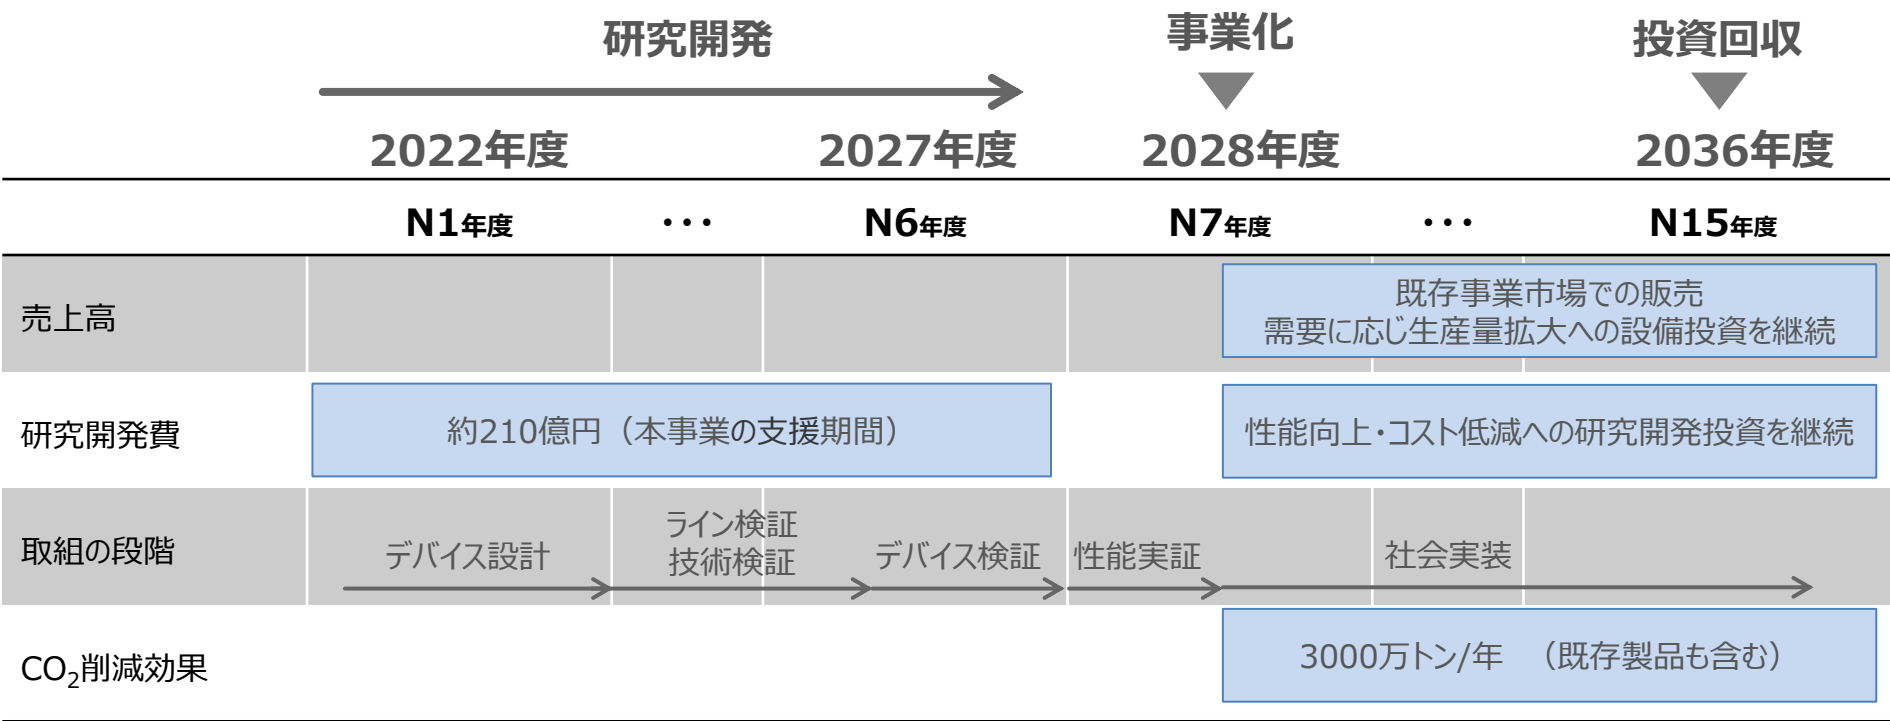 研究開発
事業化
投資回収
2022年度
2027年度
2028年度
2036年度
N1年度
・・・
N6年度
N7年度
・・・
N15年度
売上高
既存事業市場での販売
需要に応じ生産量拡大への設備投資を継続
研究開発費
約210億円（本事業の支援期間）
性能向上・コスト低減への研究開発投資を継続
取組の段階
デバイス設計
ライン検証
技術検証
デバイス検証
性能実証
社会実装
CO₂削減効果
3000万トン/年　（既存製品も含む）